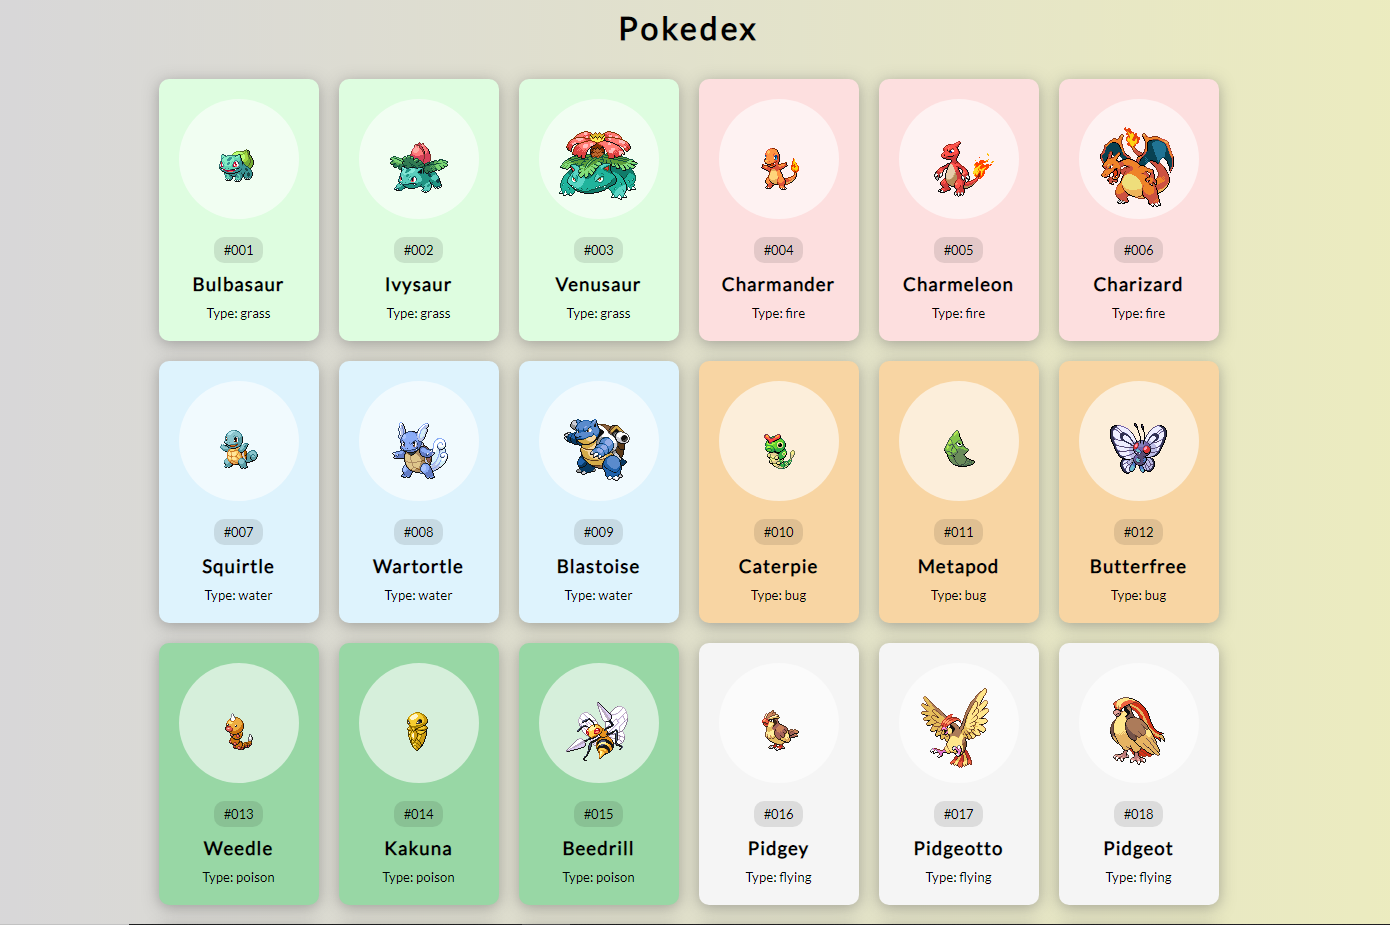 Pokedex
#001
Bulbasaur
Type: grass
#002
Ivysaur
Type: grass
#003
Venusaur
Type: grass
#004
Charmander
Type: fire
#005
Charmeleon
Type: fire
#006
Charizard
Type: fire
#007
Squirtle
Type: water
#008
Wartortle
Type: water
#009
Blastoise
Type: water
#010
Caterpie
Type: bug
#011
Metapod
Type: bug
#012
Butterfree
Type: bug
#013
Weedle
Type: poison
#014
Kakuna
Type: poison
#015
Beedrill
Type: poison
#016
Pidgey
Type: flying
#017
Pidgeotto
Type: flying
#018
Pidgeot
Type: flying